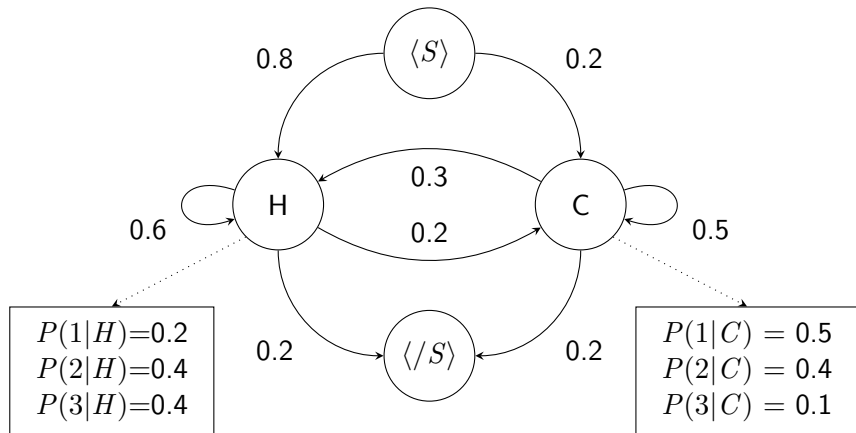 ⟨S⟩
0.8
0.2
0.3
H
C
0.6
0.2
0.5
P(1|H)=0.2
P(2|H)=0.4
P(3|H)=0.4
0.2
⟨/S⟩
0.2
P(1|C) = 0.5
P(2|C) = 0.4
P(3|C) = 0.1